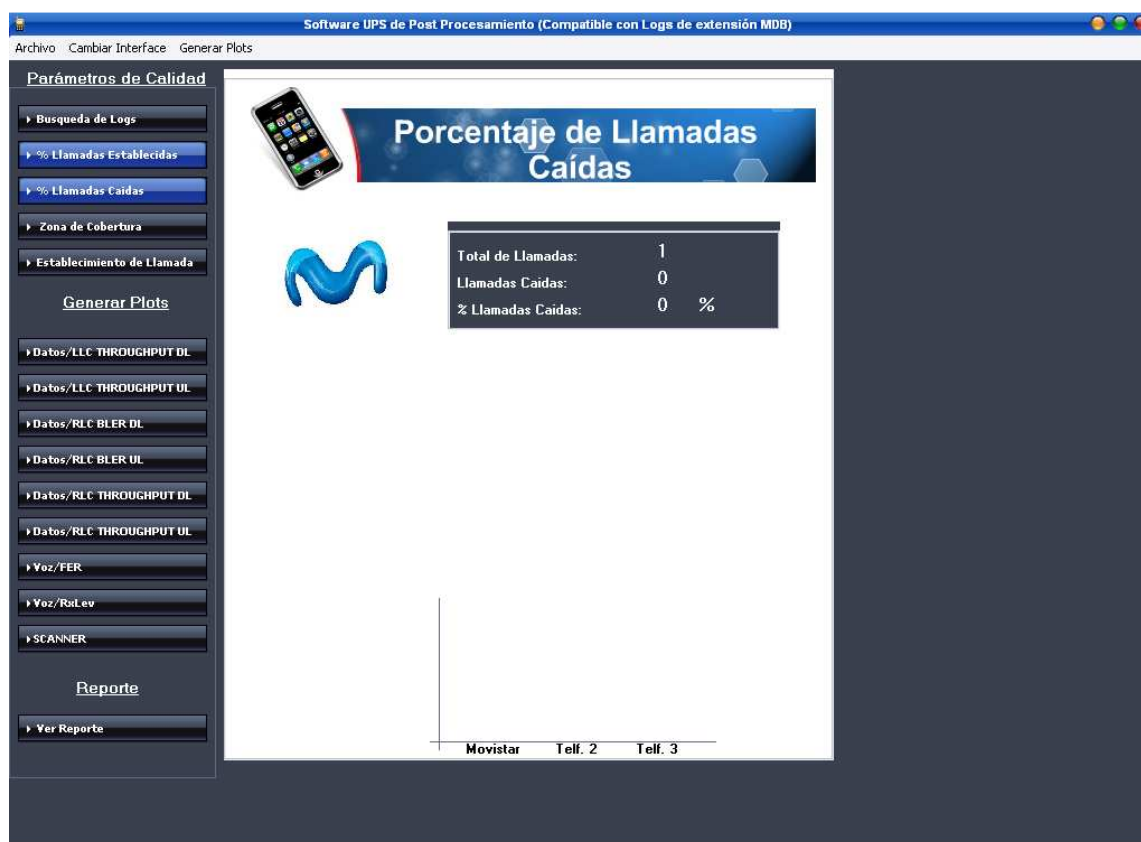 Software UPS de Post Procesamiento (Compatible con Logs de extensión MDB)
Archivo Cambiar Interface Generar Plots
Parámetros de Calidad
Busqueda de Logs
% Llamadas Establecidas
% Llamadas Caidas
Zona de Cobertura
Establecimiento de Llamada
Generar Plots
Datos/LLC THROUGHPUT DL
Datos/LLC THROUGHPUT UL
Datos/RLC BLER DL
Datos/RLC BLER UL
Datos/RLC THROUGHPUT DL
Datos/RLC THROUGHPUT UL
Voz/FER
Voz/RxLev
SCANNER
Reporte
Ver Reporte
Porcentaje de Llamadas
Caídas
Total de Llamadas: 1
Llamadas Caidas: 0
% Llamadas Caidas: 0 %
Movistar Telf. 2 Telf. 3